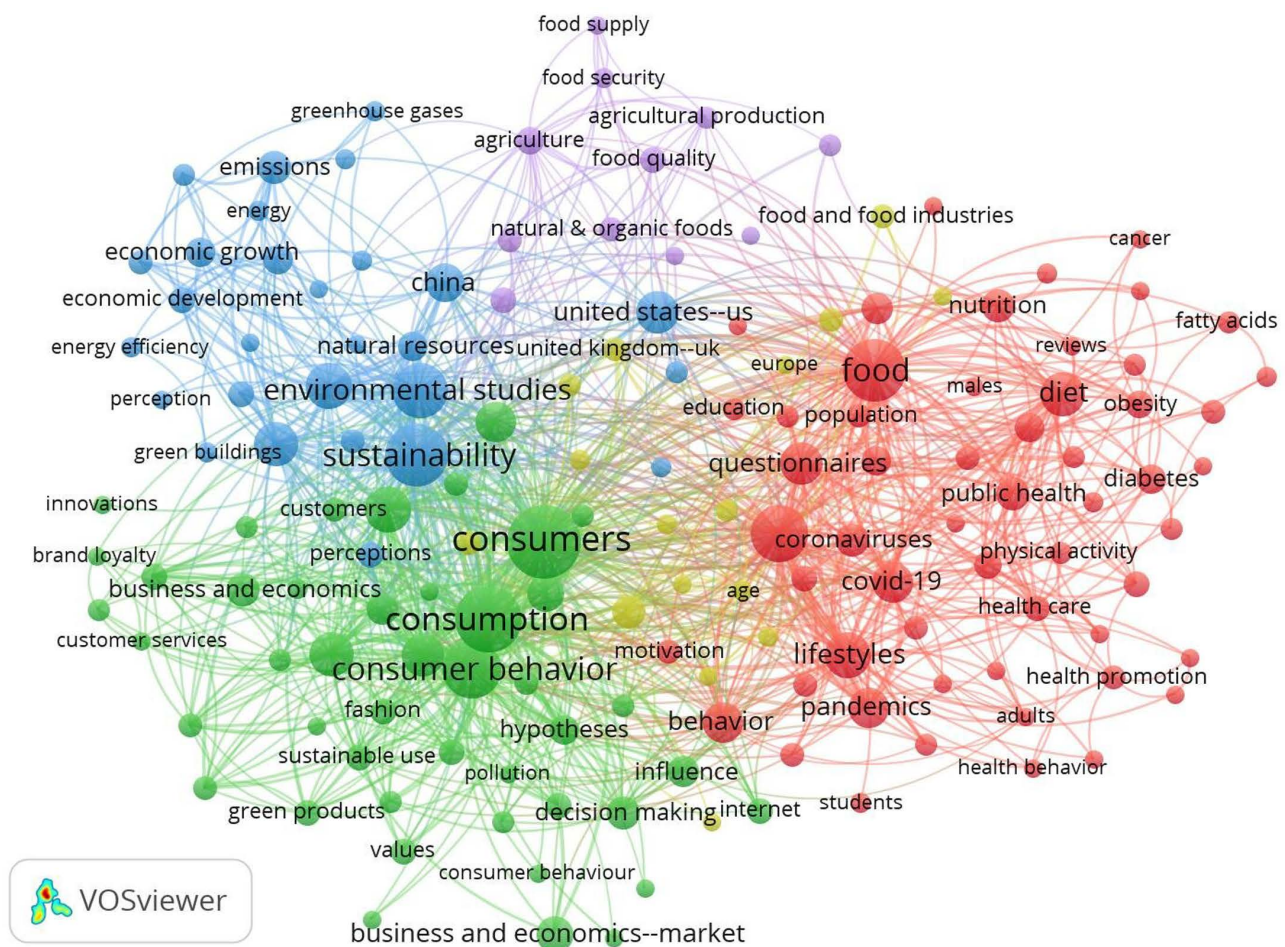 food supply
food security
greenhouse gases
agricultural production
agriculture
food quality
emissions
energy
food and food industries
natural & organic foods
cancer
economic growth
china
economic development
united states--us
nutrition
fatty acids
energy efficiency
natural resources
united kingdom--uk
reviews
europe
food
environmental studies
males
diet
perception
education
population
obesity
green buildings
sustainability
questionnaires
diabetes
public health
innovations
customers
consumers
coronaviruses
brand loyalty
perceptions
physical activity
business and economics
age
covid-19
consumption
health care
customer services
motivation
lifestyles
consumer behavior
health promotion
fashion
hypotheses
behavior
pandemics
adults
sustainable use
pollution
influence
health behavior
green products
decision making
internet
students
values
consumer behaviour
VOSviewer
business and economics--market